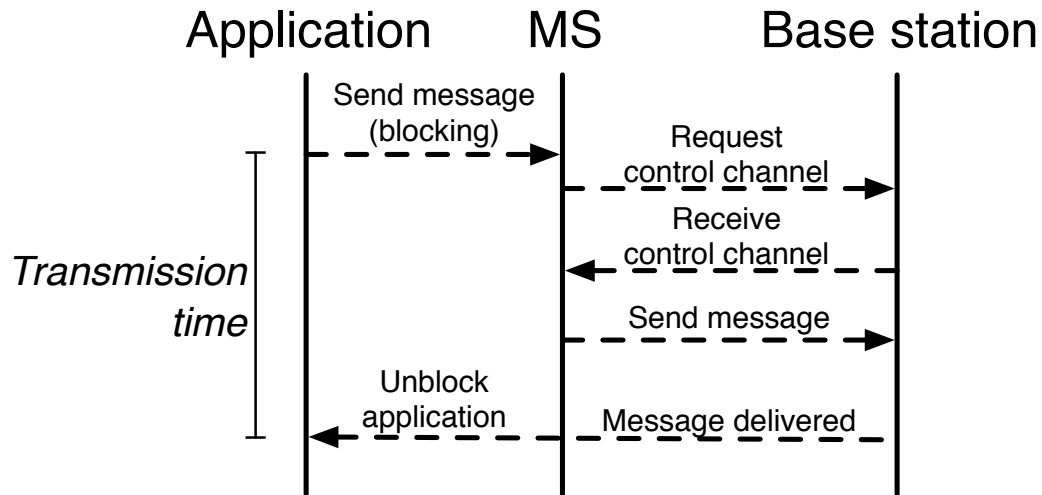 Application MS Base station
Send message
(blocking)
Request
control channel
Receive
control channel
Transmission
time
Send message
Unblock
application
Message delivered